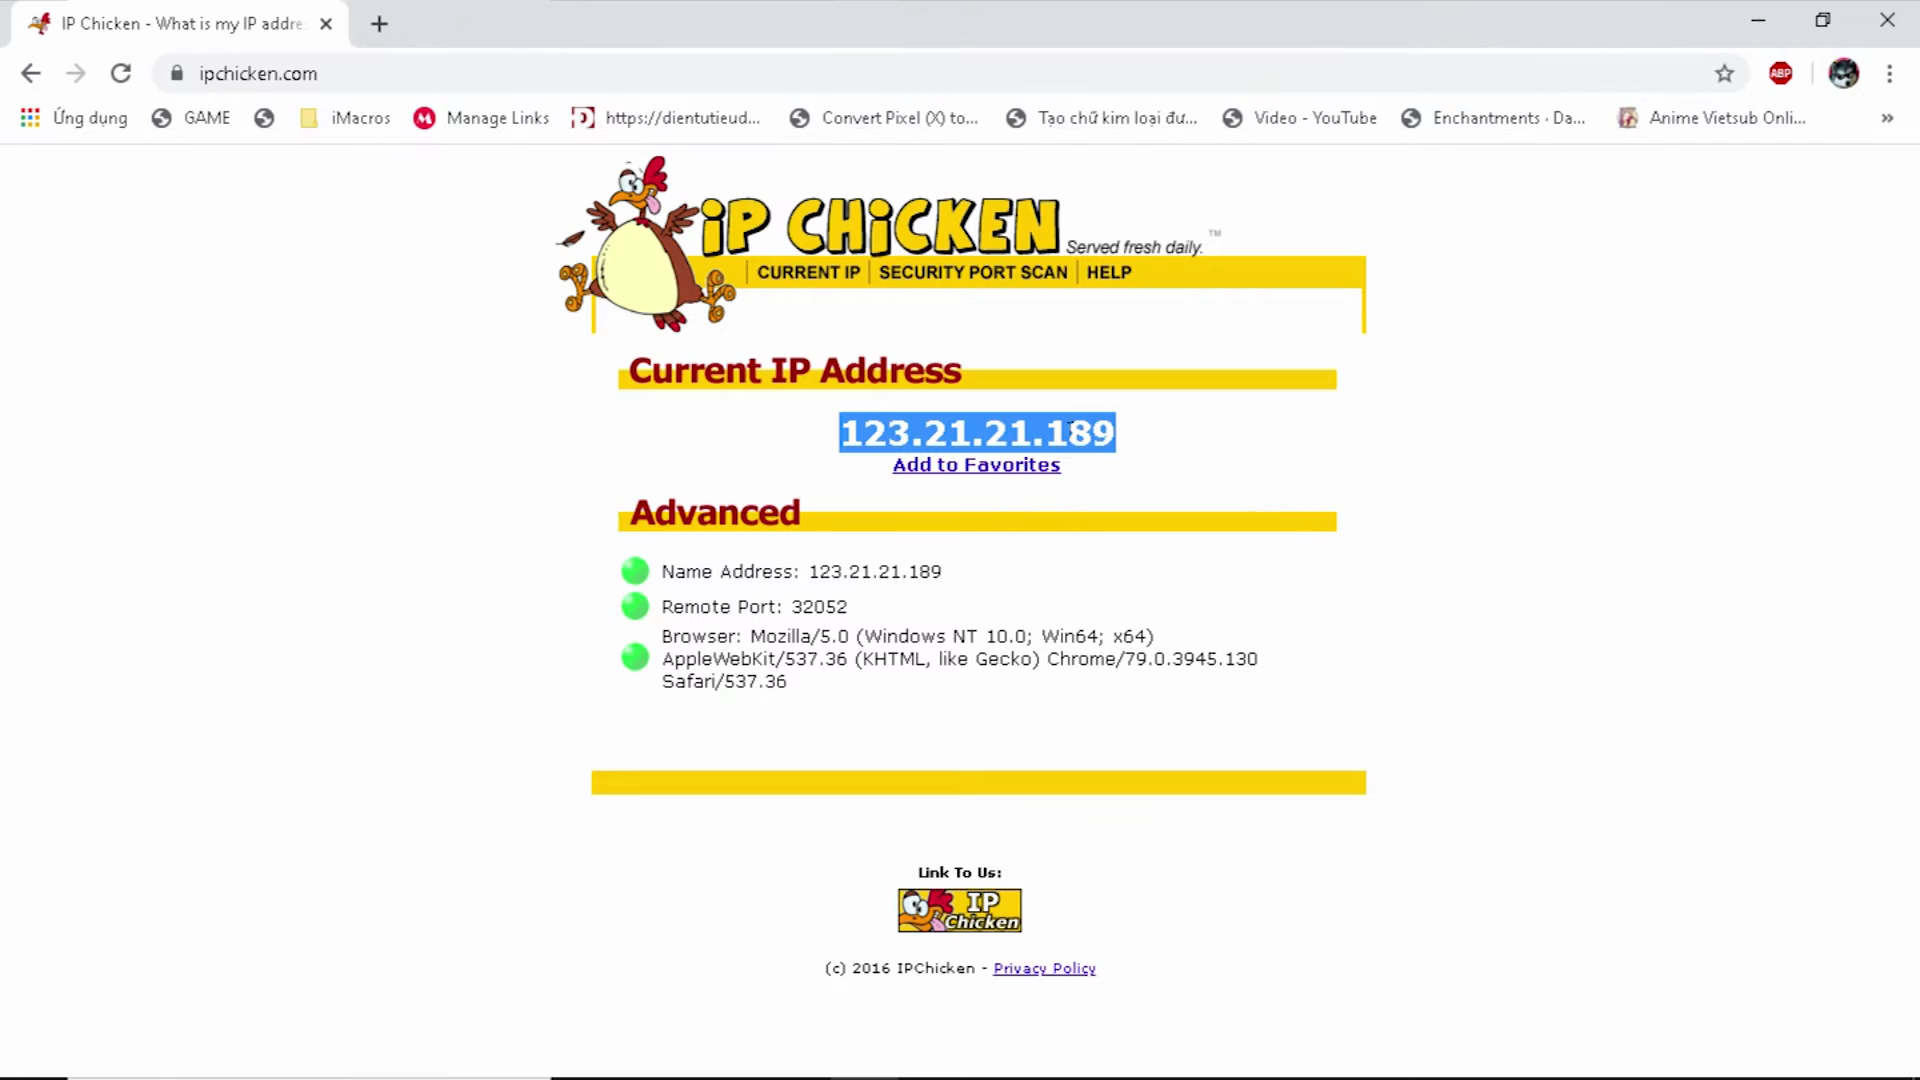 IP Chicken - What is my IP addre
ipchicken.com
ABP
Ứng dụng GAME iMacros Manage Links https://dientutieud... Convert Pixel (X) to... Tạo chữ kim loại đư... Video - YouTube Enchantments · Da... Anime Vietsub Onli... »
iP CHiCKEN Served fresh daily. TM
CURRENT IP | SECURITY PORT SCAN | HELP
Current IP Address
123.21.21.189
Add to Favorites
Advanced
Name Address: 123.21.21.189
Remote Port: 32052
Browser: Mozilla/5.0 (Windows NT 10.0; Win64; x64)
AppleWebKit/537.36 (KHTML, like Gecko) Chrome/79.0.3945.130
Safari/537.36
Link To Us:
IP
Chicken
(c) 2016 IPChicken - Privacy Policy